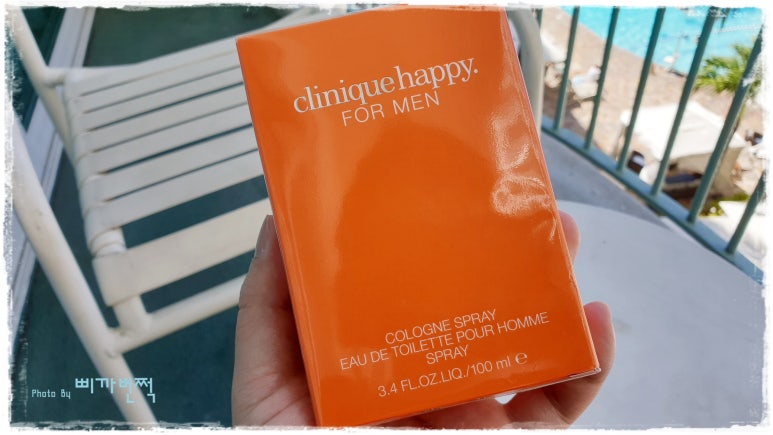 clinique happy.
FOR MEN
COLOGNE SPRAY
EAU DE TOILETTE POUR HOMME
SPRAY
3.4 FL.OZ.LIQ./100 ml ℮
Photo By 삐까번쩍